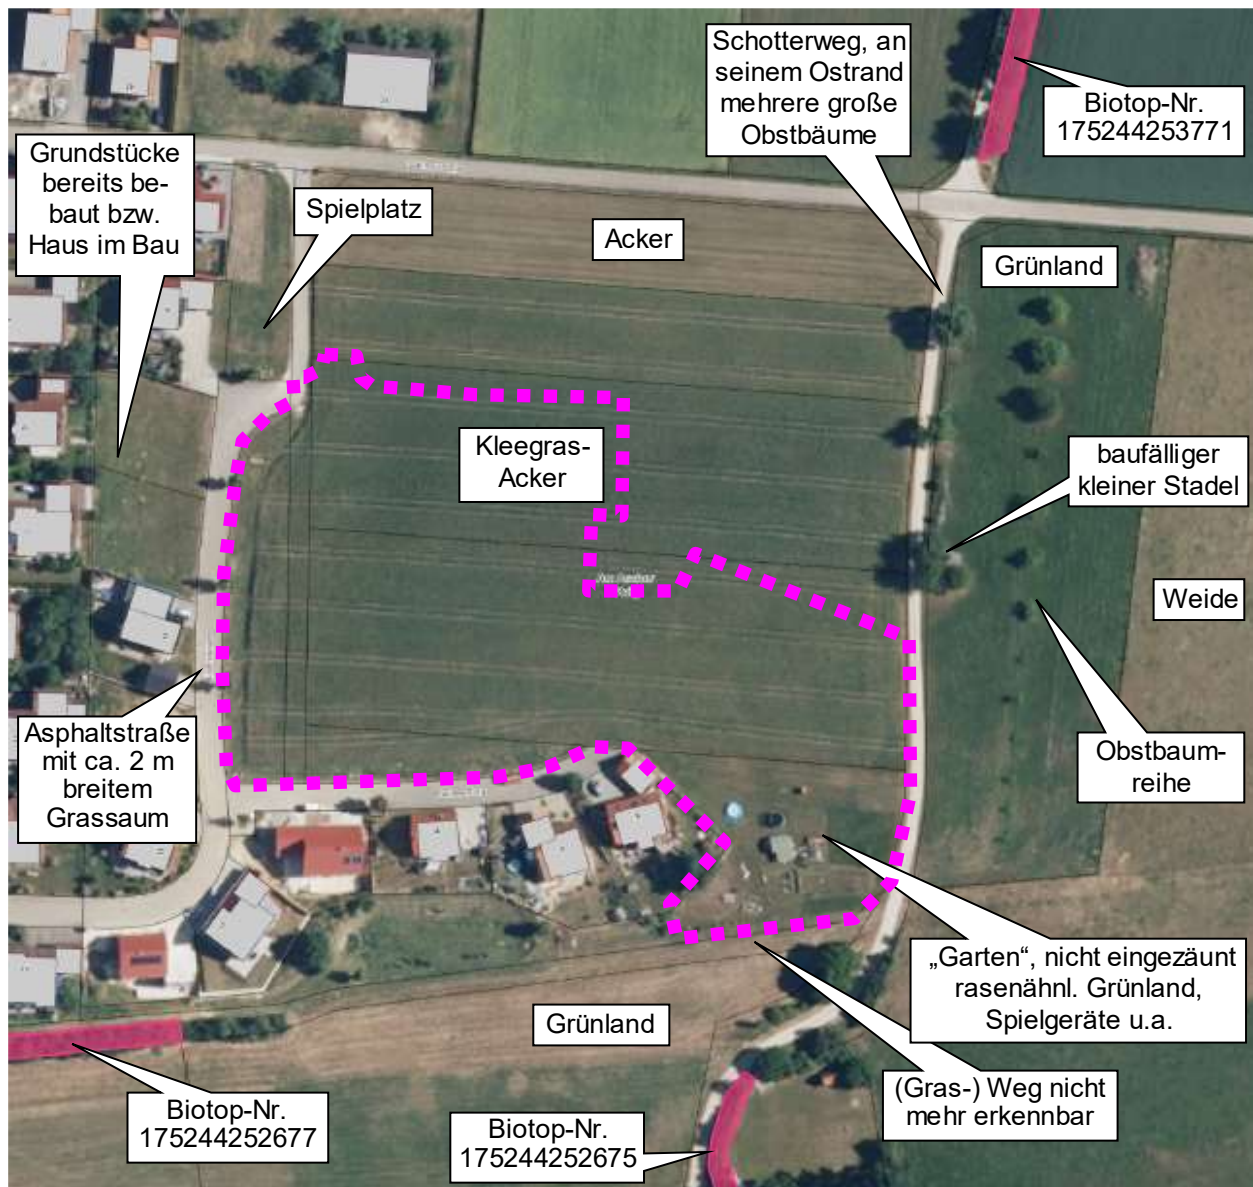 Schotterweg, an
seinem Ostrand
mehrere große
Obstbäume
Biotop-Nr.
175244253771
Grundstücke
bereits be-
baut bzw.
Haus im Bau
Spielplatz
Acker
Grünland
Kleegras-
Acker
baufälliger
kleiner Stadel
Weide
Asphaltstraße
mit ca. 2 m
breitem
Grassaum
Obstbaum-
reihe
„Garten“, nicht eingezäunt
rasenähnl. Grünland,
Spielgeräte u.a.
Grünland
(Gras-) Weg nicht
mehr erkennbar
Biotop-Nr.
175244252677
Biotop-Nr.
175244252675